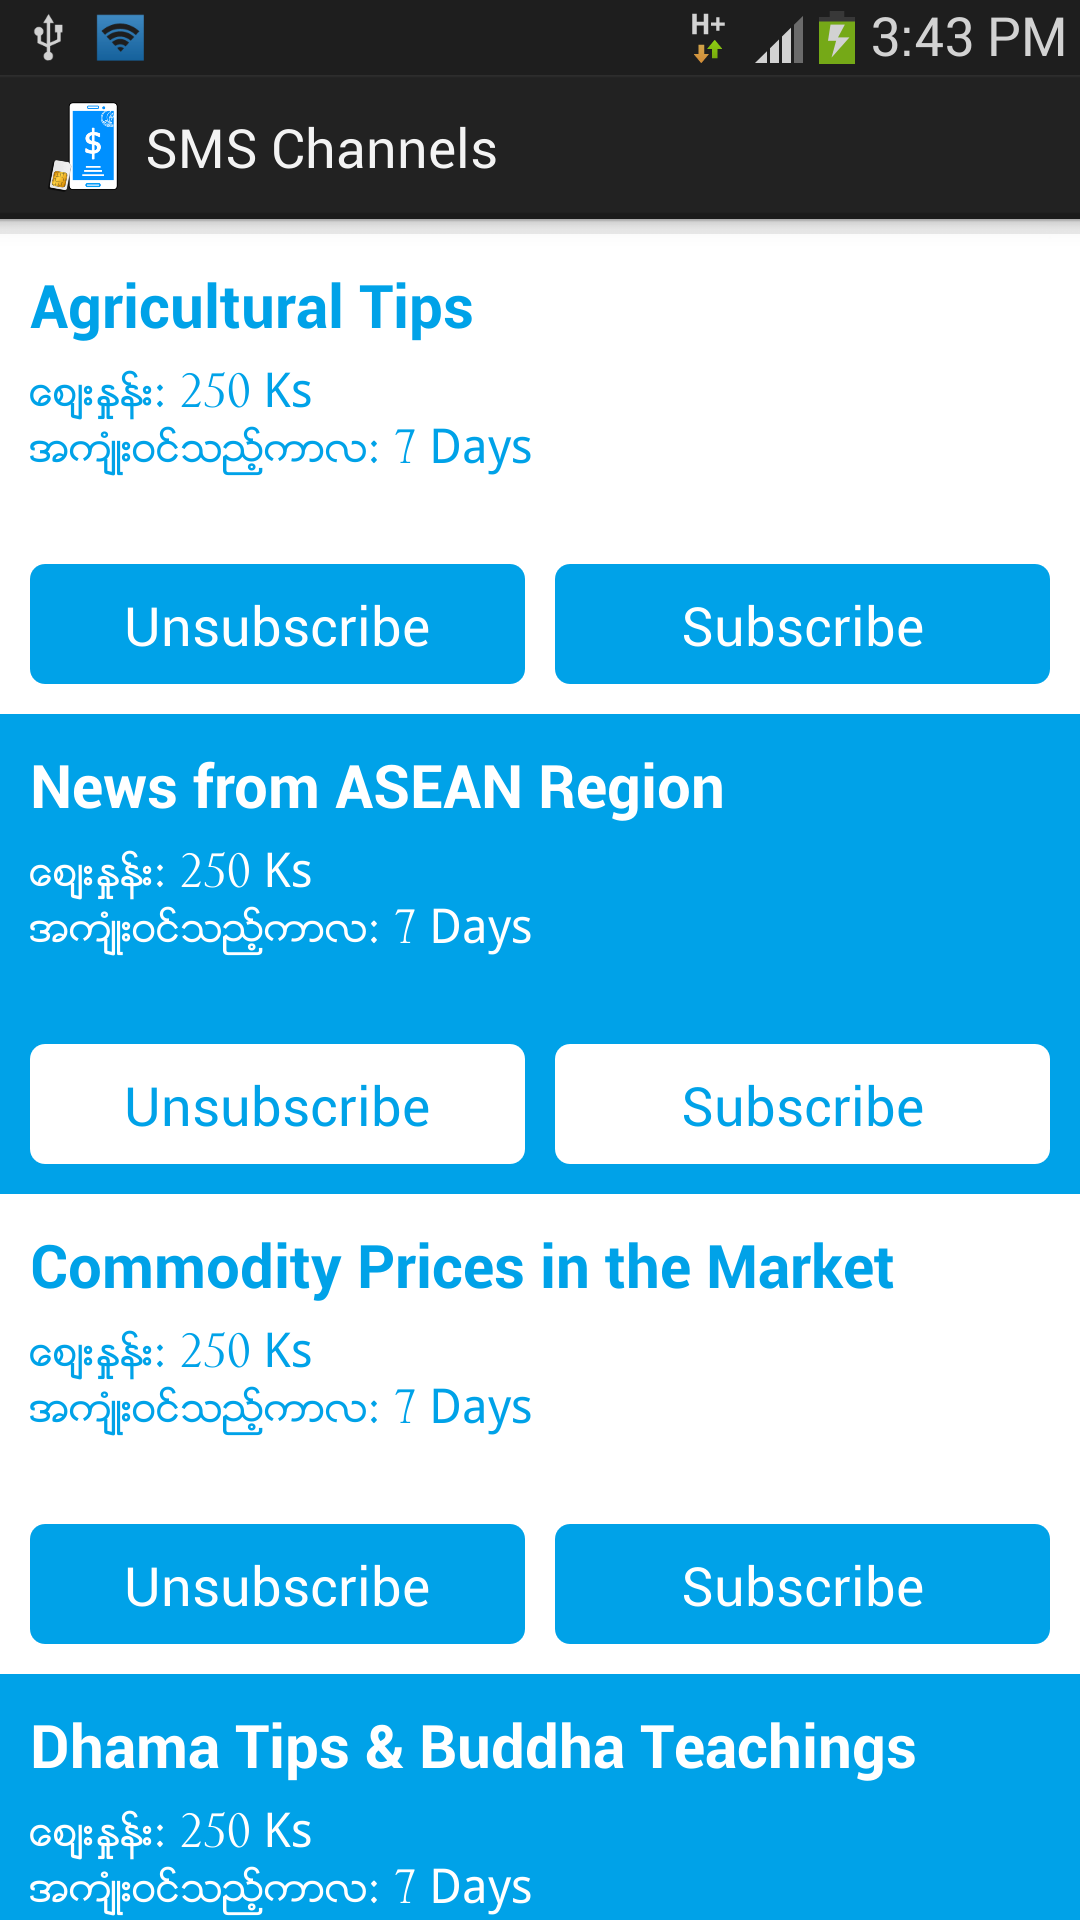 H+ 3:43 PM
$
SMS Channels
Agricultural Tips
ဈေးနှုန်း: 250 Ks
အကျုံးဝင်သည့်ကာလ: 7 Days
Unsubscribe Subscribe
News from ASEAN Region
ဈေးနှုန်း: 250 Ks
အကျုံးဝင်သည့်ကာလ: 7 Days
Unsubscribe Subscribe
Commodity Prices in the Market
ဈေးနှုန်း: 250 Ks
အကျုံးဝင်သည့်ကာလ: 7 Days
Unsubscribe Subscribe
Dhama Tips & Buddha Teachings
ဈေးနှုန်း: 250 Ks
အကျုံးဝင်သည့်ကာလ: 7 Days